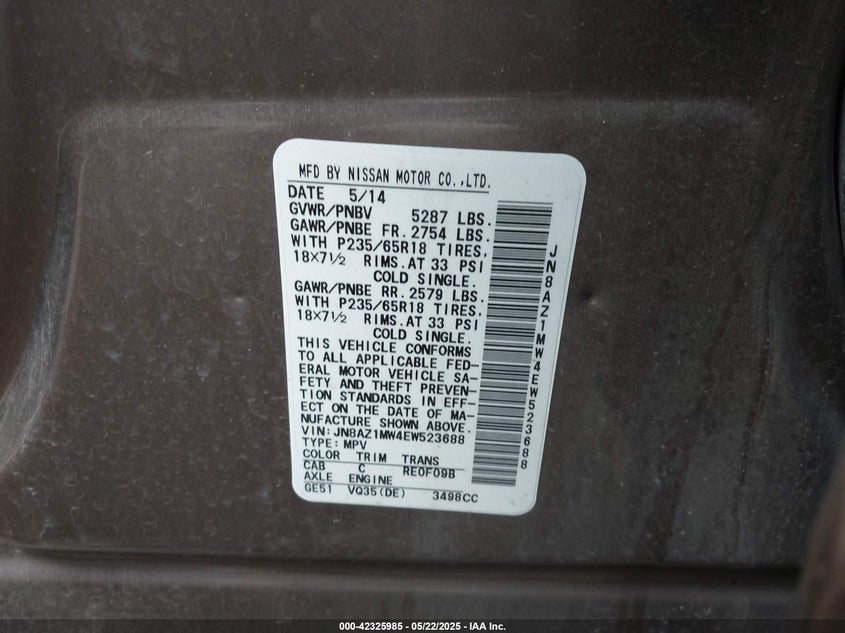 MFD BY NISSAN MOTOR CO.,LTD.
DATE 5/14
GVWR/PNBV 5287 LBS.
GAWR/PNBE FR. 2754 LBS.
WITH P235/65R18 TIRES,
18×7½ RIMS.AT 33 PSI
COLD SINGLE.
GAWR/PNBE RR. 2579 LBS.
WITH P235/65R18 TIRES,
18×7½ RIMS.AT 33 PSI
COLD SINGLE.
THIS VEHICLE CONFORMS
TO ALL APPLICABLE FED-
ERAL MOTOR VEHICLE SA-
FETY AND THEFT PREVEN-
TION STANDARDS IN EFF-
ECT ON THE DATE OF MA-
NUFACTURE SHOWN ABOVE.
VIN: JN8AZ1MW4EW523688
TYPE: MPV
COLOR TRIM TRANS
CAB C RE0F09B
AXLE ENGINE
GE51 VQ35(DE) 3498CC
JN8AZ1MW4EW523688
000-42325985 - 05/22/2025 - IAA Inc.